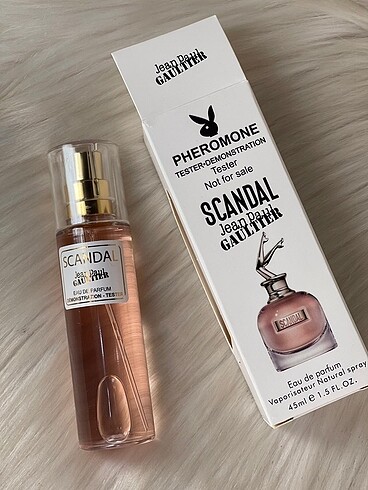 Jean Paul
GAULTIER
PHEROMONE
TESTER-DEMONSTRATION
Tester
Not for sale
SCANDAL
Jean Paul
GAULTIER
SCANDAL
Eau de parfum
Vaporisateur Natural spray
45ml e 1.5 FL.OZ.
SCANDAL
Jean Paul
GAULTIER
EAU DE PARFUM
DEMONSTRATION - TESTER